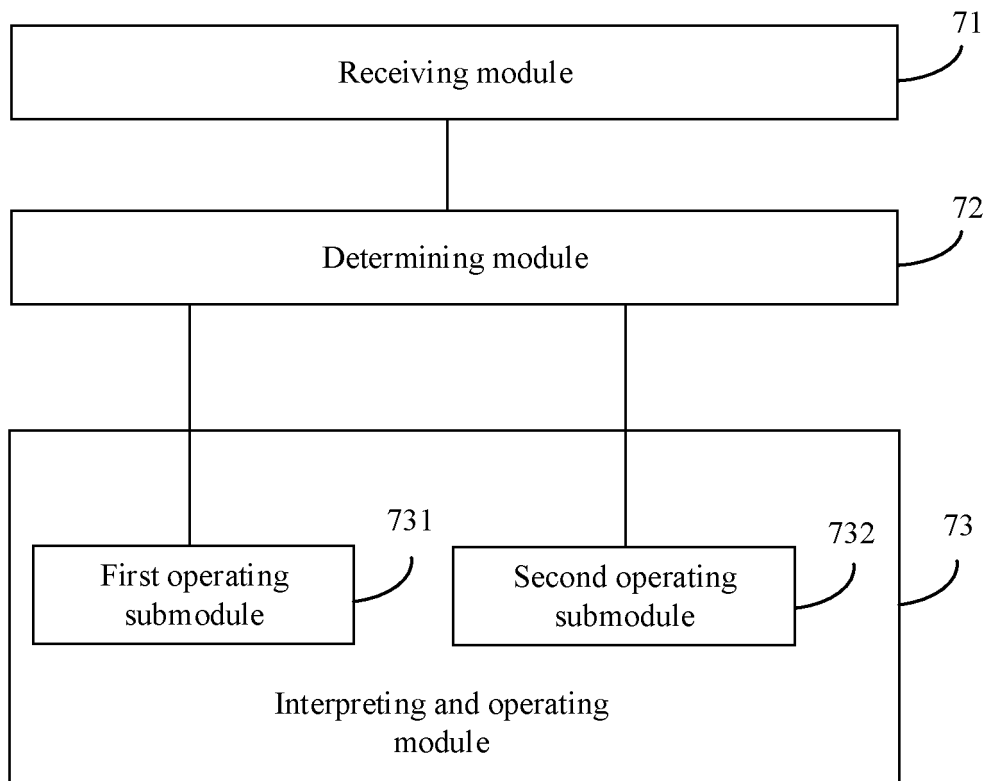 71
Receiving module
72
Determining module
731
732
73
First operating
submodule
Second operating
submodule
Interpreting and operating
module